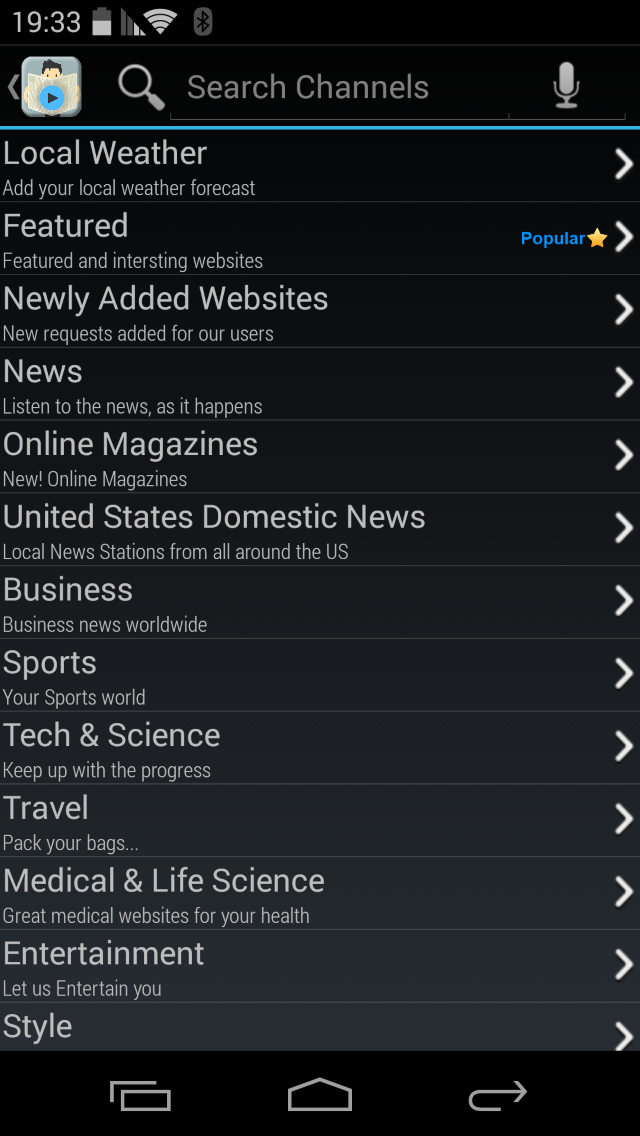 19:33
Search Channels
Local Weather
Add your local weather forecast
Featured
Popular
Featured and intersting websites
Newly Added Websites
New requests added for our users
News
Listen to the news, as it happens
Online Magazines
New! Online Magazines
United States Domestic News
Local News Stations from all around the US
Business
Business news worldwide
Sports
Your Sports world
Tech & Science
Keep up with the progress
Travel
Pack your bags...
Medical & Life Science
Great medical websites for your health
Entertainment
Let us Entertain you
Style